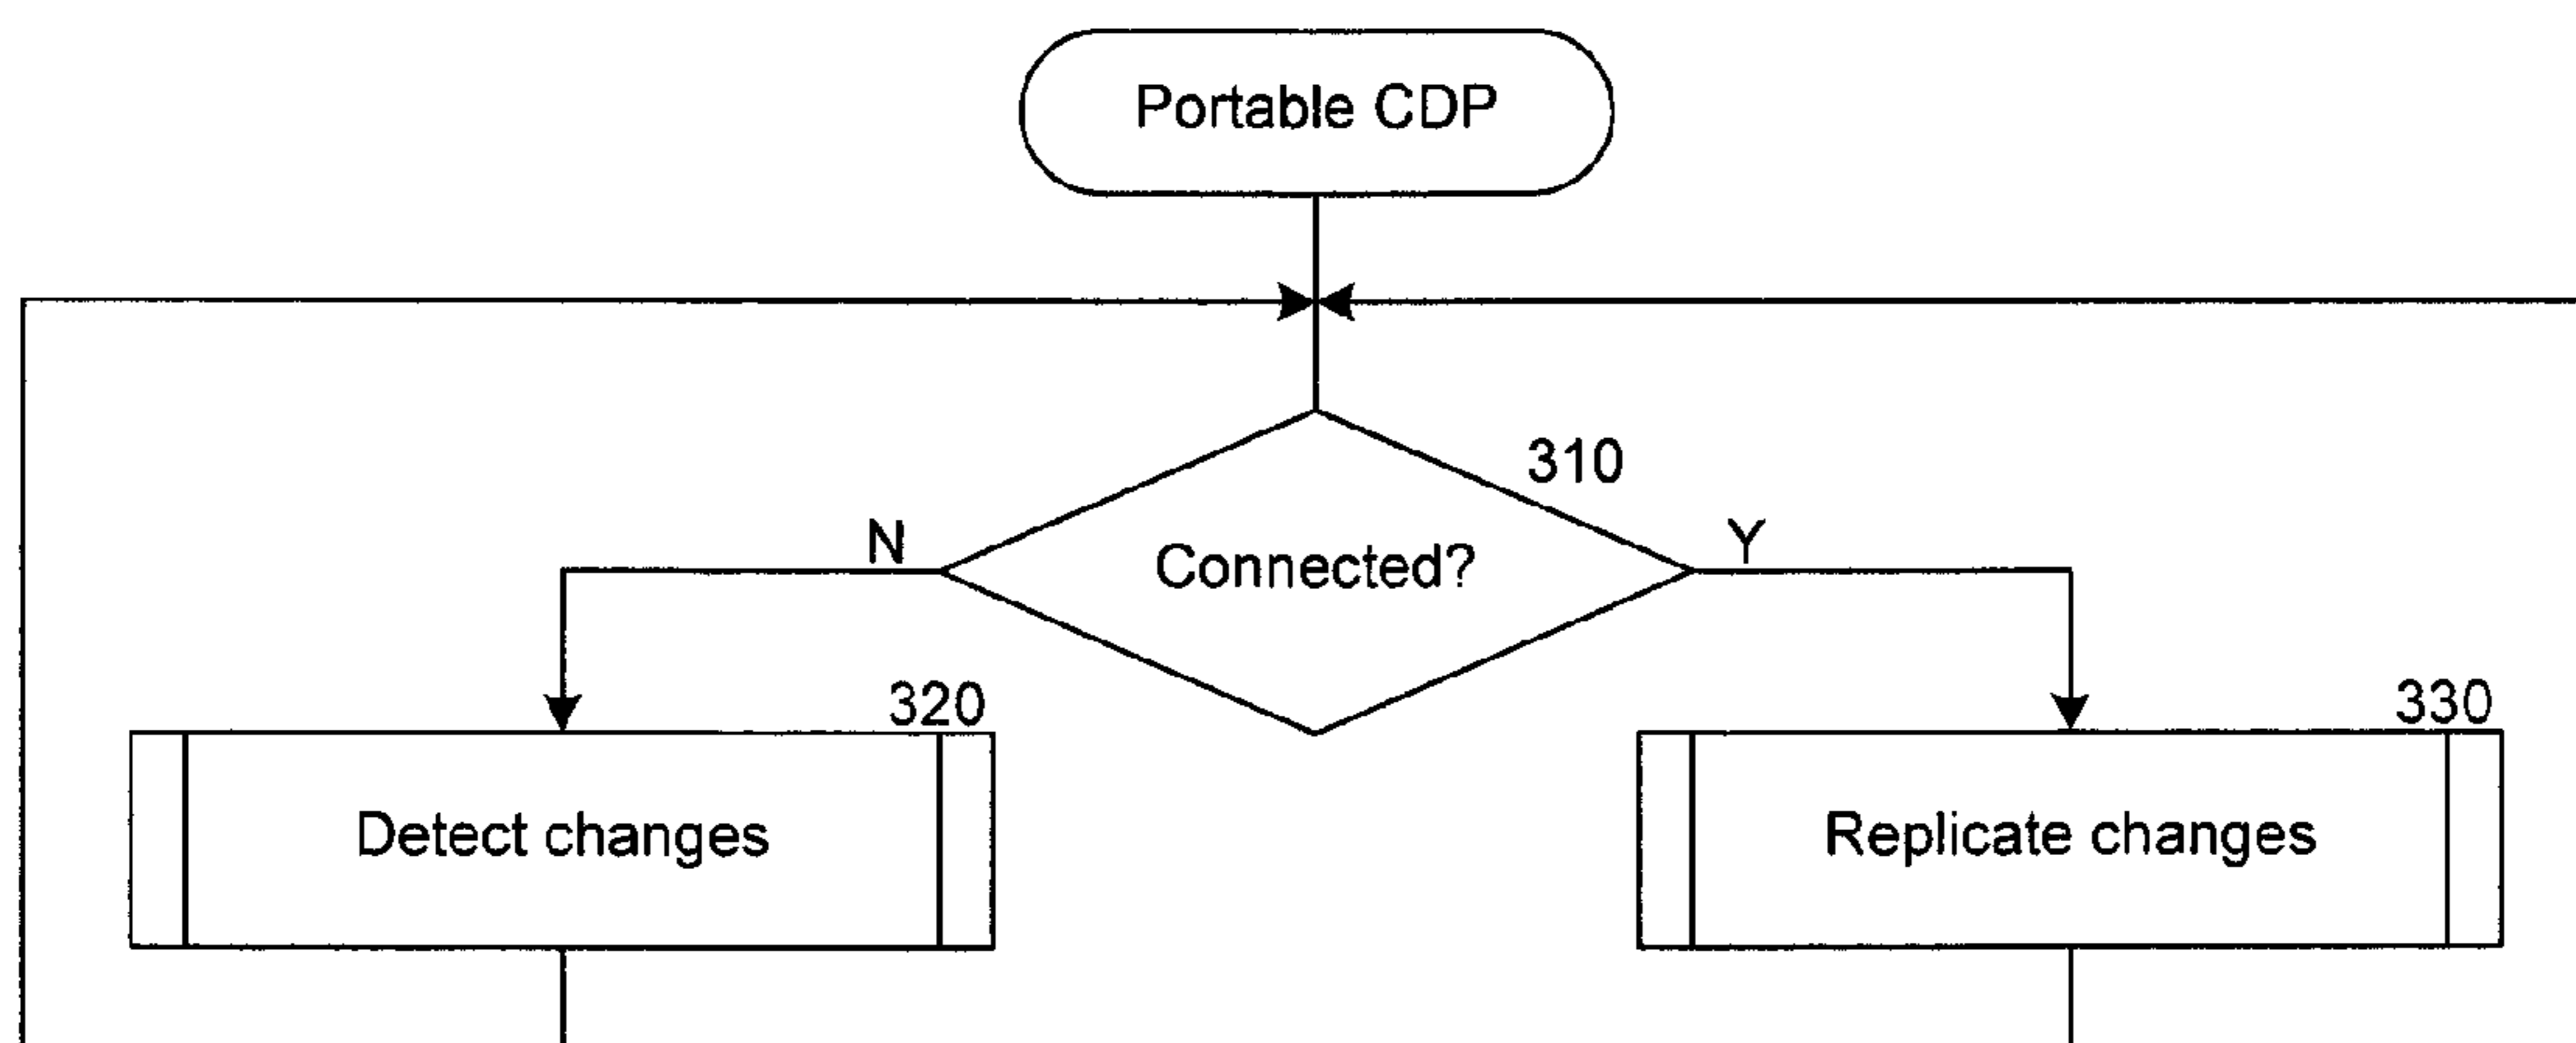 Portable CDP
310
N
Connected?
Y
320
330
Detect changes
Replicate changes